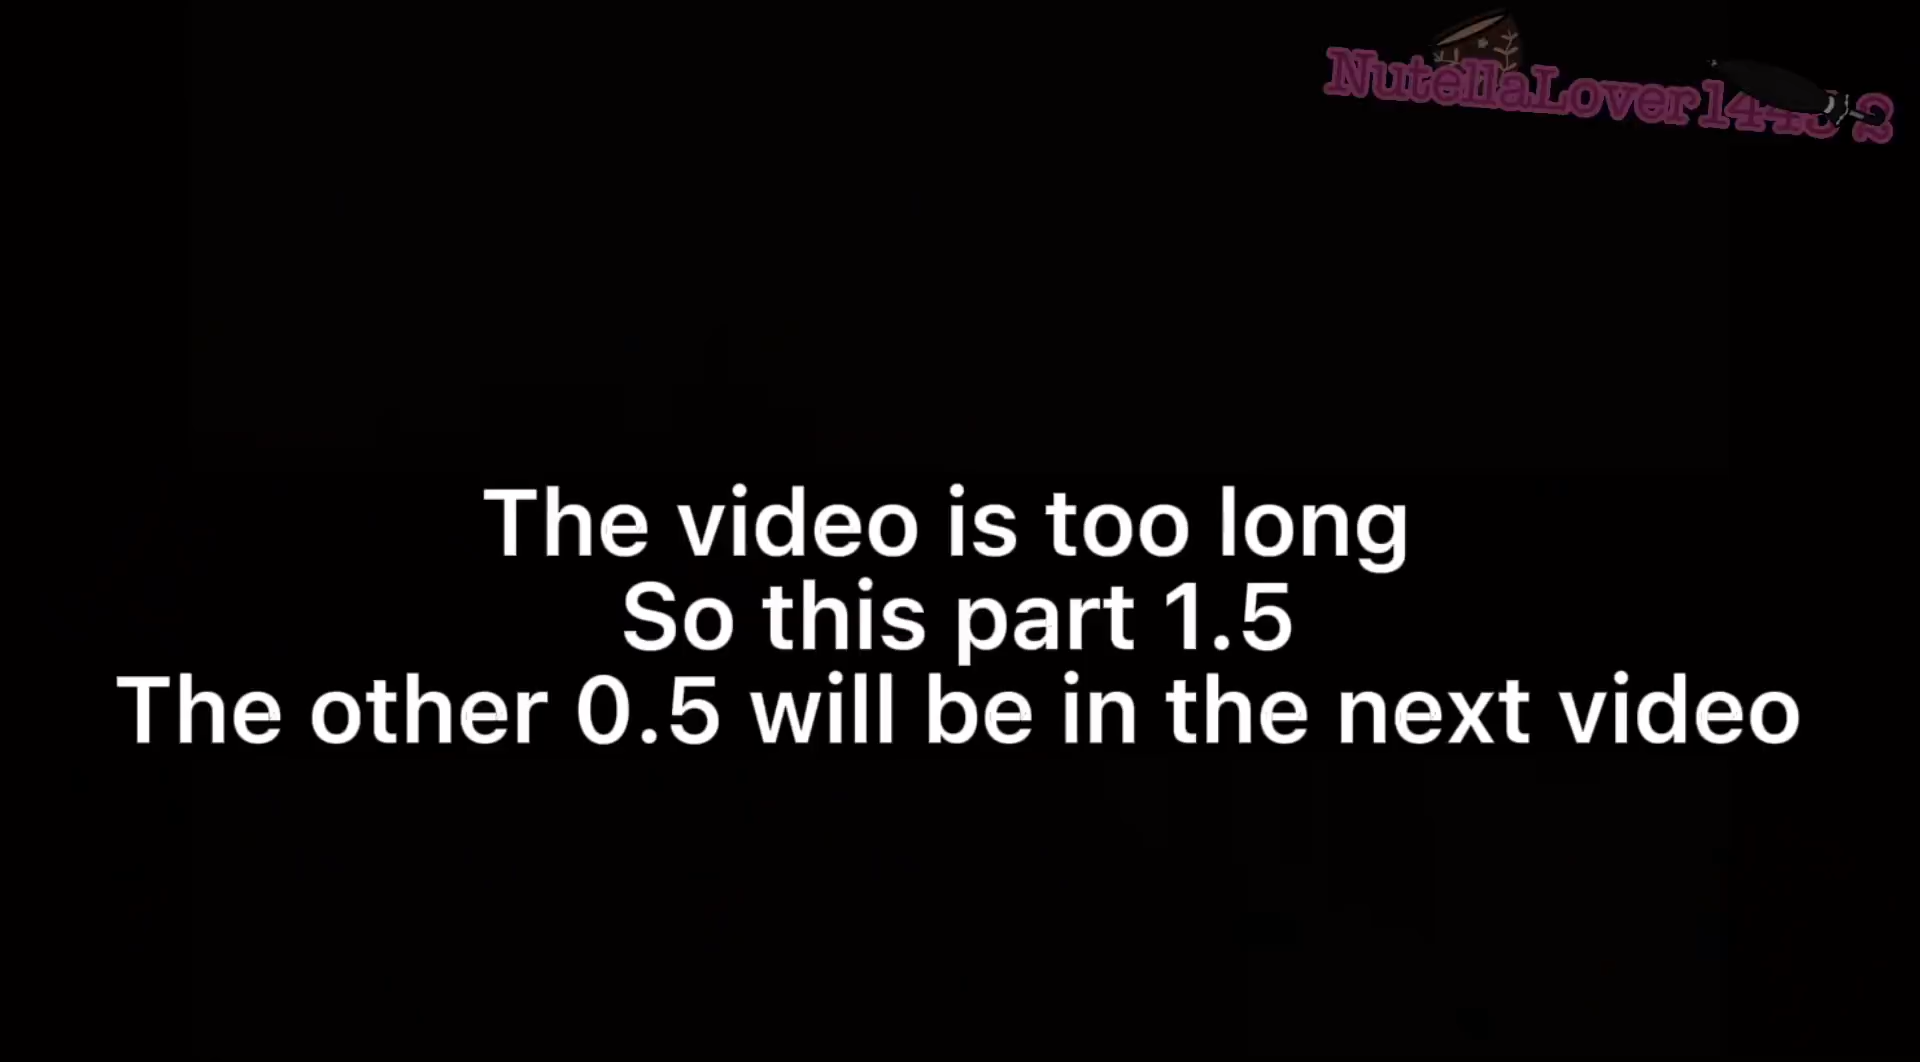 The video is too long
So this part 1.5
The other 0.5 will be in the next video